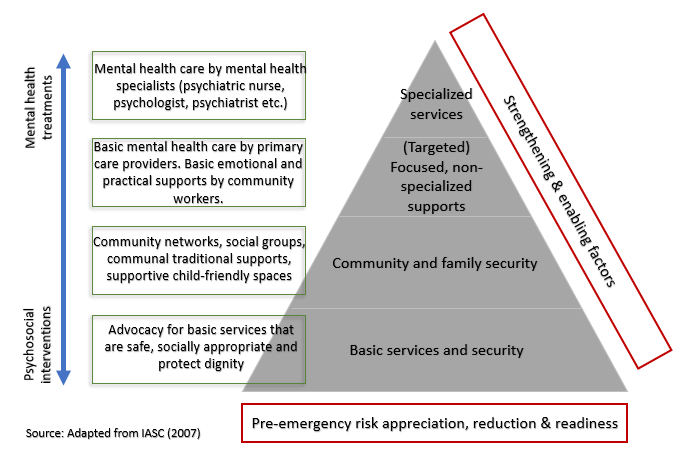 Mental health
treatments
Psychosocial
interventions
Mental health care by mental health
specialists (psychiatric nurse,
psychologist, psychiatrist etc.)
Basic mental health care by primary
care providers. Basic emotional and
practical supports by community
workers.
Community networks, social groups,
communal traditional supports,
supportive child-friendly spaces
Advocacy for basic services that
are safe, socially appropriate and
protect dignity
Specialized
services
(Targeted)
Focused, non-
specialized
supports
Community and family security
Basic services and security
Strengthening & enabling factors
Pre-emergency risk appreciation, reduction & readiness
Source: Adapted from IASC (2007)